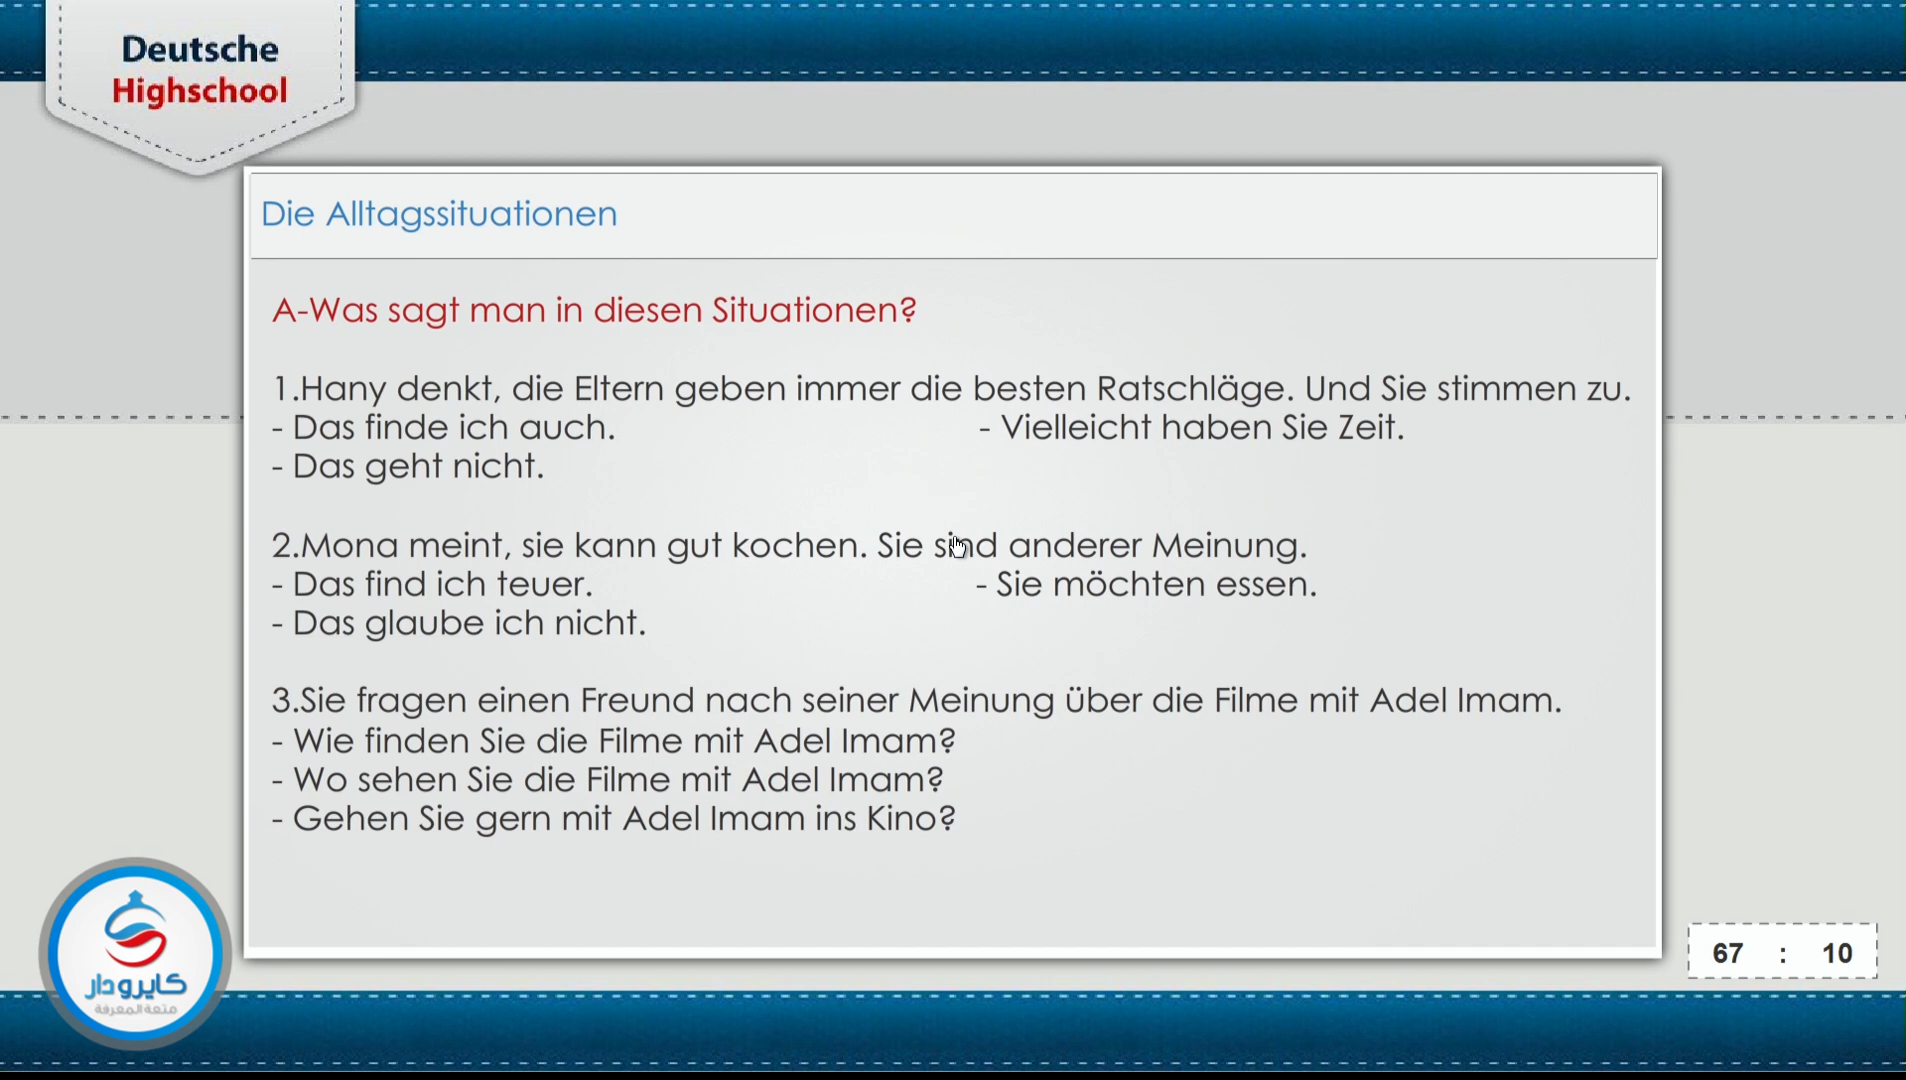 Deutsche
Highschool
Die Alltagssituationen
A-Was sagt man in diesen Situationen?
1.Hany denkt, die Eltern geben immer die besten Ratschläge. Und Sie stimmen zu.
- Das finde ich auch. - Vielleicht haben Sie Zeit.
- Das geht nicht.
2.Mona meint, sie kann gut kochen. Sie sind anderer Meinung.
- Das find ich teuer. - Sie möchten essen.
- Das glaube ich nicht.
3.Sie fragen einen Freund nach seiner Meinung über die Filme mit Adel Imam.
- Wie finden Sie die Filme mit Adel Imam?
- Wo sehen Sie die Filme mit Adel Imam?
- Gehen Sie gern mit Adel Imam ins Kino?
كايرودار
متعة المعرفة
67 : 10